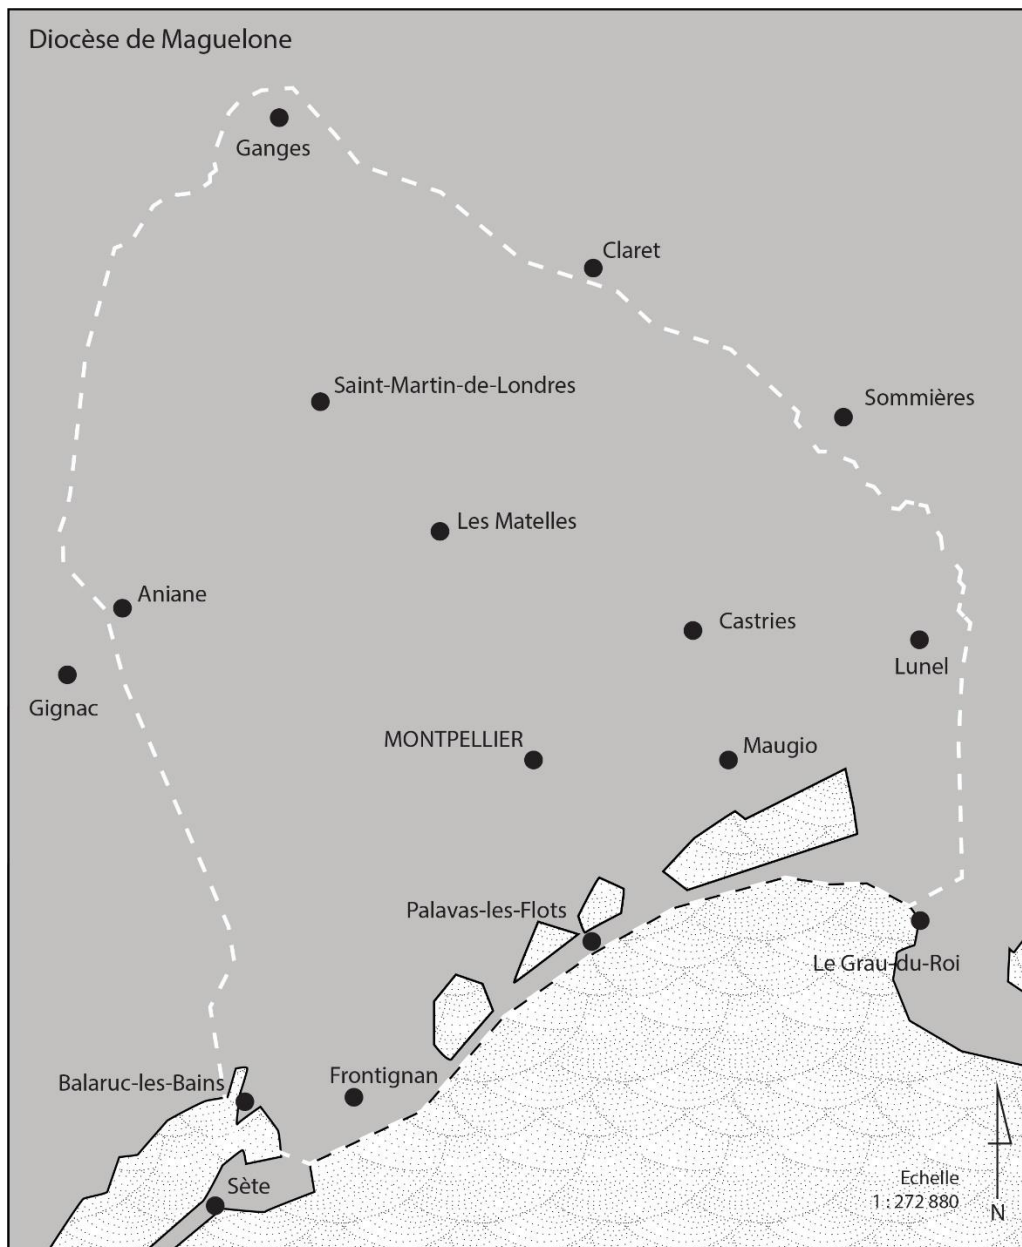 Diocèse de Maguelone
Ganges
Claret
Saint-Martin-de-Londres
Sommières
Les Matelles
Aniane
Castries
Lunel
Gignac
MONTPELLIER
Maugio
Palavas-les-Flots
Le Grau-du-Roi
Balaruc-les-Bains
Frontignan
Sète
Echelle
1 : 272 880
N